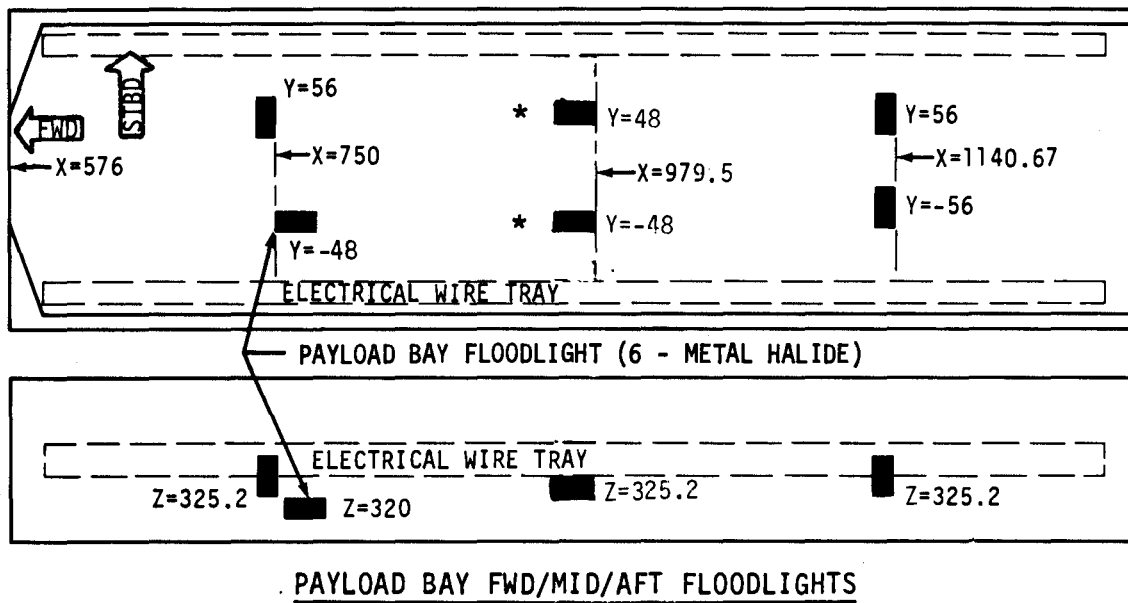 STBD
FWD
X=576
Y=56
X=750
Y=-48
*
Y=48
X=979.5
*
Y=-48
Y=56
X=1140.67
Y=-56
ELECTRICAL WIRE TRAY
PAYLOAD BAY FLOODLIGHT (6 - METAL HALIDE)
ELECTRICAL WIRE TRAY
Z=325.2
Z=320
Z=325.2
Z=325.2
PAYLOAD BAY FWD/MID/AFT FLOODLIGHTS